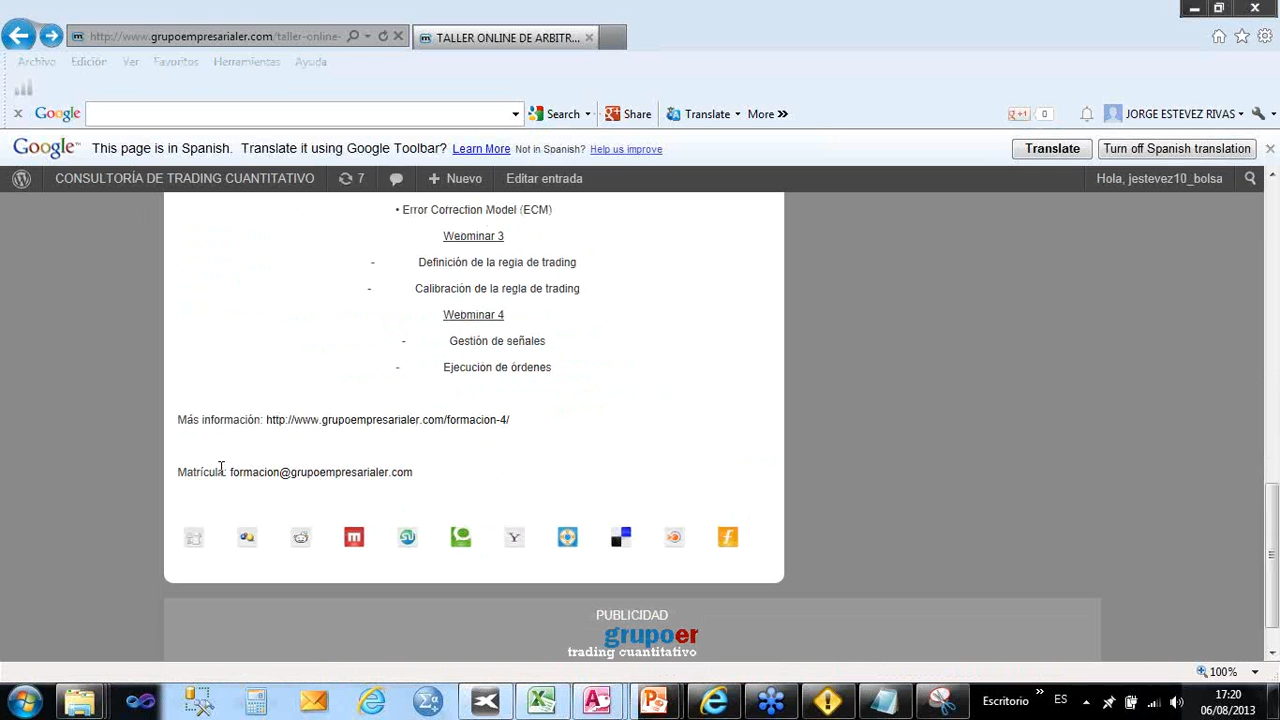 http://www.grupoempresarialer.com/taller-online-
TALLER ONLINE DE ARBITR...
Archivo Edición Ver Favoritos Herramientas Ayuda
Google Search Share Translate More » 0 JORGE ESTEVEZ RIVAS
Google This page is in Spanish. Translate it using Google Toolbar? Learn More Not in Spanish? Help us improve Translate Turn off Spanish translation
CONSULTORÍA DE TRADING CUANTITATIVO 7 Nuevo Editar entrada Hola, jestevez10_bolsa
• Error Correction Model (ECM)
Webminar 3
- Definición de la regla de trading
- Calibración de la regla de trading
Webminar 4
- Gestión de señales
- Ejecución de órdenes
Más información: http://www.grupoempresarialer.com/formacion-4/
Matrícula: formacion@grupoempresarialer.com
PUBLICIDAD
grupoer
trading cuantitativo
100%
Escritorio » ES 17:20
06/08/2013